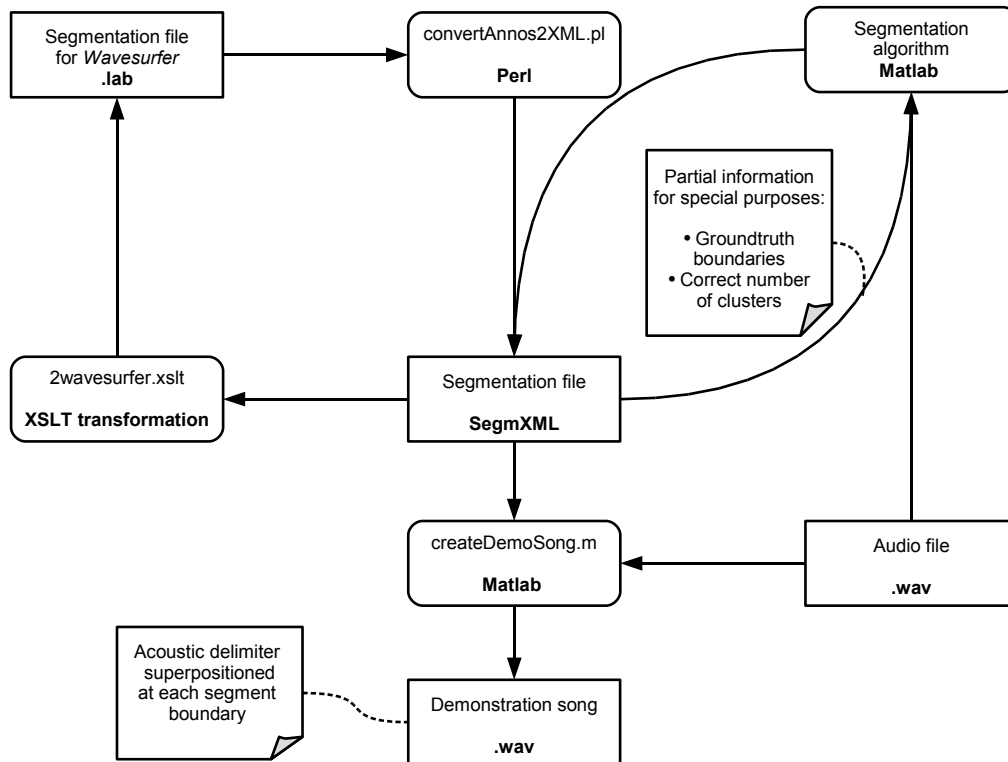 Segmentation file
for Wavesurfer
.lab
convertAnnos2XML.pl
Perl
Segmentation
algorithm
Matlab
Partial information
for special purposes:
• Groundtruth
boundaries
• Correct number
of clusters
2wavesurfer.xslt
XSLT transformation
Segmentation file
SegmXML
createDemoSong.m
Matlab
Audio file
.wav
Acoustic delimiter
superpositioned
at each segment
boundary
Demonstration song
.wav